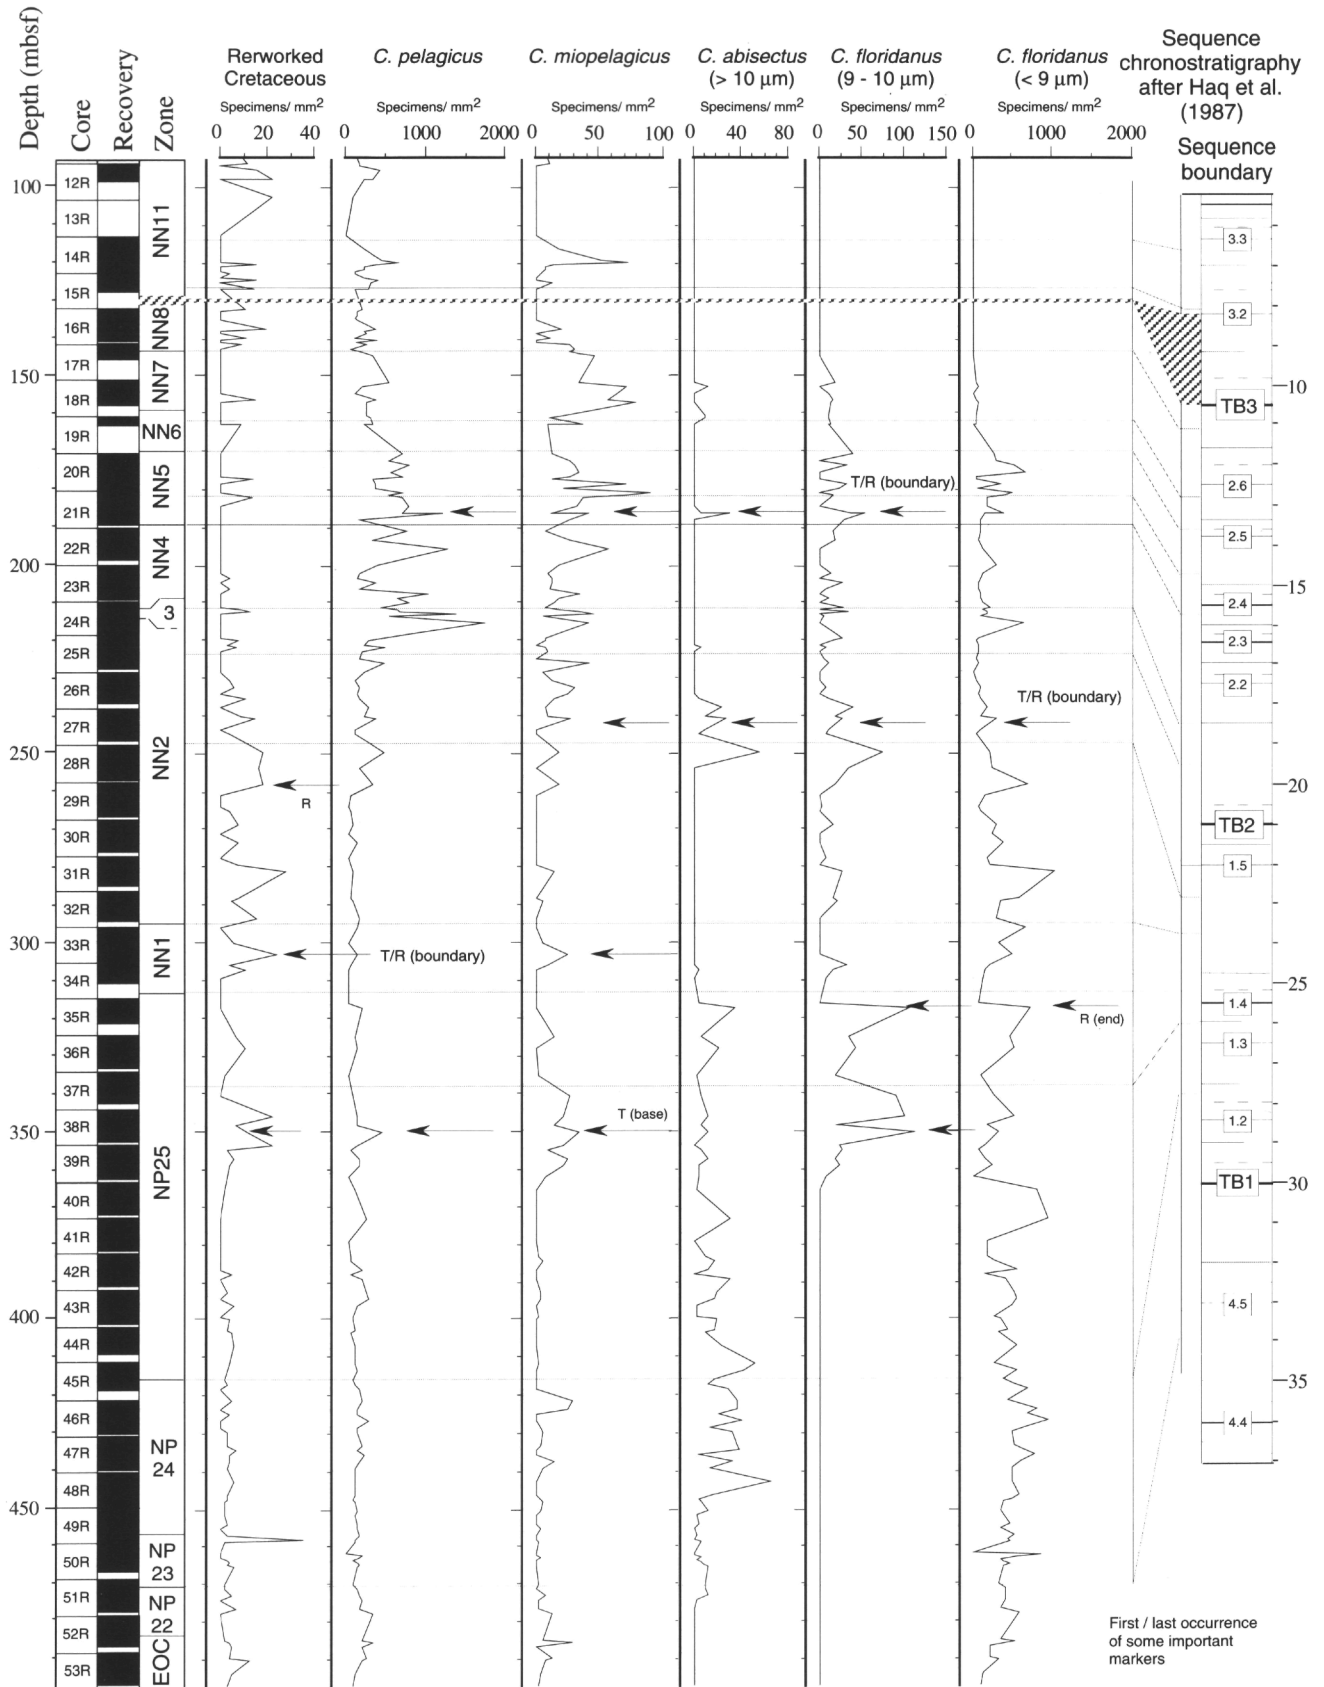 Depth (mbsf)
Core
Recovery
Zone
Rerworked
Cretaceous
Specimens/ mm2
0 20 40
C. pelagicus
Specimens/ mm2
0 1000 2000
C. miopelagicus
Specimens/ mm2
0 50 100
C. abisectus
(> 10 μm)
Specimens/ mm2
0 40 80
C. floridanus
(9 - 10 μm)
Specimens/ mm2
0 50 100 150
C. floridanus
(< 9 μm)
Specimens/ mm2
0 1000 2000
Sequence
chronostratigraphy
after Haq et al.
(1987)
Sequence
boundary
100
150
200
250
300
350
400
450
12R
13R
14R
15R
16R
17R
18R
19R
20R
21R
22R
23R
24R
25R
26R
27R
28R
29R
30R
31R
32R
33R
34R
35R
36R
37R
38R
39R
40R
41R
42R
43R
44R
45R
46R
47R
48R
49R
50R
51R
52R
53R
NN11
NN8
NN7
NN6
NN5
NN4
3
NN2
NN1
NP25
NP
24
NP
23
NP
22
EOC
T/R (boundary)
T/R (boundary)
R
T/R (boundary)
R (end)
T (base)
3.3
3.2
TB3
2.6
2.5
2.4
2.3
2.2
TB2
1.5
1.4
1.3
1.2
TB1
4.5
4.4
10
15
20
25
30
35
First / last occurrence
of some important
markers